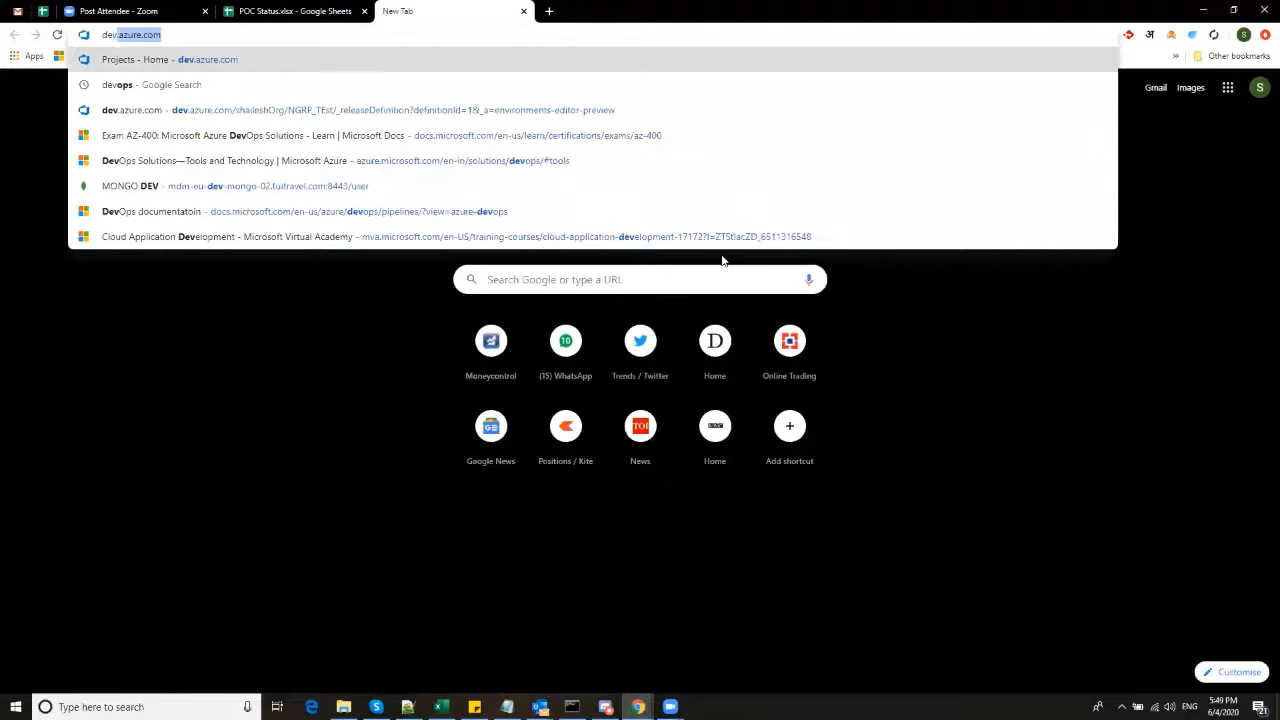 Post Attendee - Zoom
POC Status.xlsx - Google Sheets
New Tab
dev.azure.com
Apps
Other bookmarks
Projects - Home - dev.azure.com
devops - Google Search
dev.azure.com - dev.azure.com/shaileshOrg/NGRP_TEst/_releaseDefinition?definitionId=1&_a=environments-editor-preview
Exam AZ-400: Microsoft Azure DevOps Solutions - Learn | Microsoft Docs - docs.microsoft.com/en-us/learn/certifications/exams/az-400
DevOps Solutions—Tools and Technology | Microsoft Azure - azure.microsoft.com/en-in/solutions/devops/#tools
MONGO DEV - mdm-eu-dev-mongo-02.tuitravel.com:8443/user
DevOps documentatoin - docs.microsoft.com/en-us/azure/devops/pipelines/?view=azure-devops
Cloud Application Development - Microsoft Virtual Academy - mva.microsoft.com/en-US/training-courses/cloud-application-development-17172?l=ZTStlacZD_6511316548
Gmail Images
S
Search Google or type a URL
10
D
Moneycontrol
(15) WhatsApp
Trends / Twitter
Home
Online Trading
TOI
Google News
Positions / Kite
News
Home
Add shortcut
Customise
Type here to search
ENG
5:49 PM
6/4/2020
21